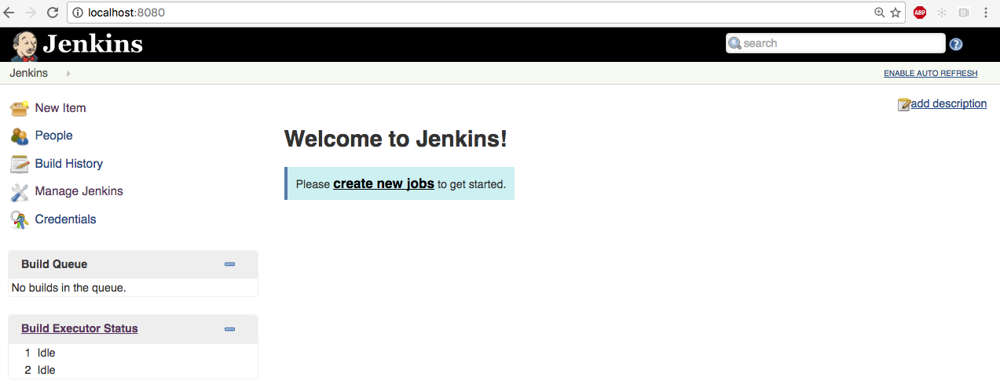 localhost:8080
ABP
Jenkins
search
?
Jenkins
ENABLE AUTO REFRESH
New Item
add description
People
Welcome to Jenkins!
Build History
Please create new jobs to get started.
Manage Jenkins
Credentials
Build Queue
No builds in the queue.
Build Executor Status
1 Idle
2 Idle